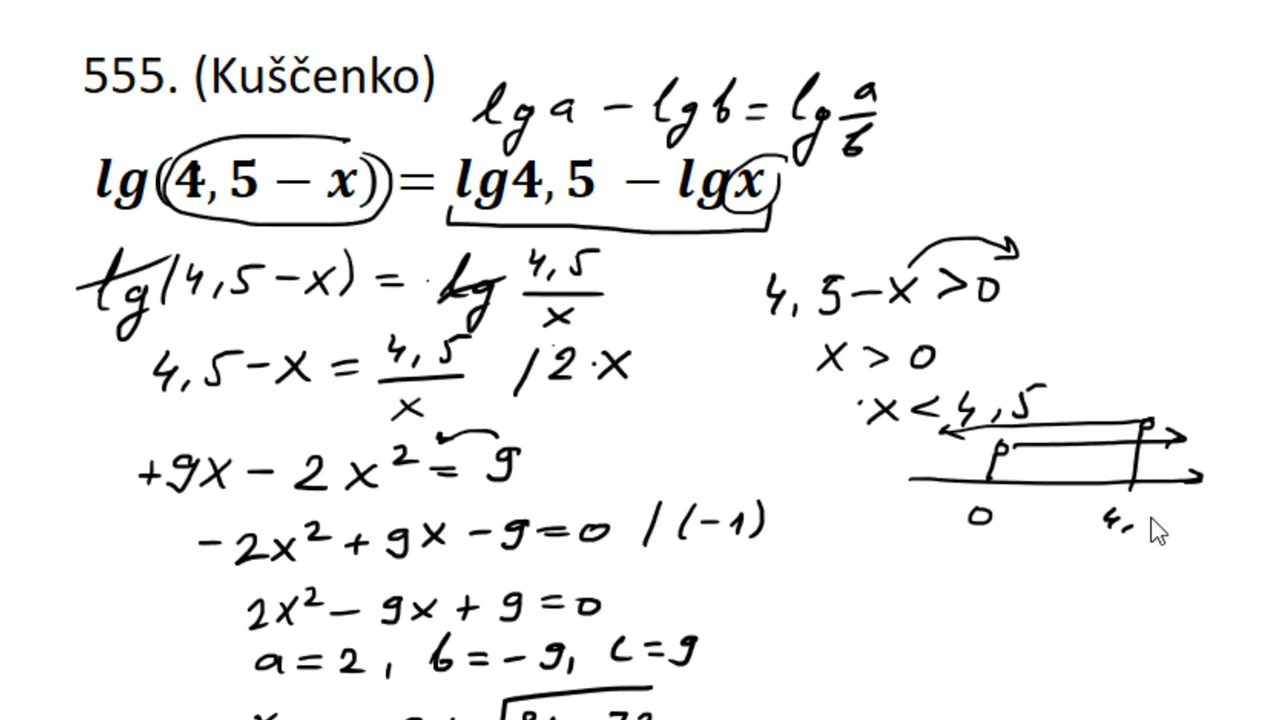 555. (Kuščenko)
lg a - lg b = lg a/b
lg(4,5 - x) = lg4,5 - lgx
lg(4,5-x) = lg 4,5/x
4,5-x = 4,5/x /2·x
+9x - 2x² = 9
-2x² + 9x - 9 = 0 /(-1)
2x² - 9x + 9 = 0
a = 2, b = -9, c = 9
4,5-x > 0
x > 0
·x < 4,5
0 4,